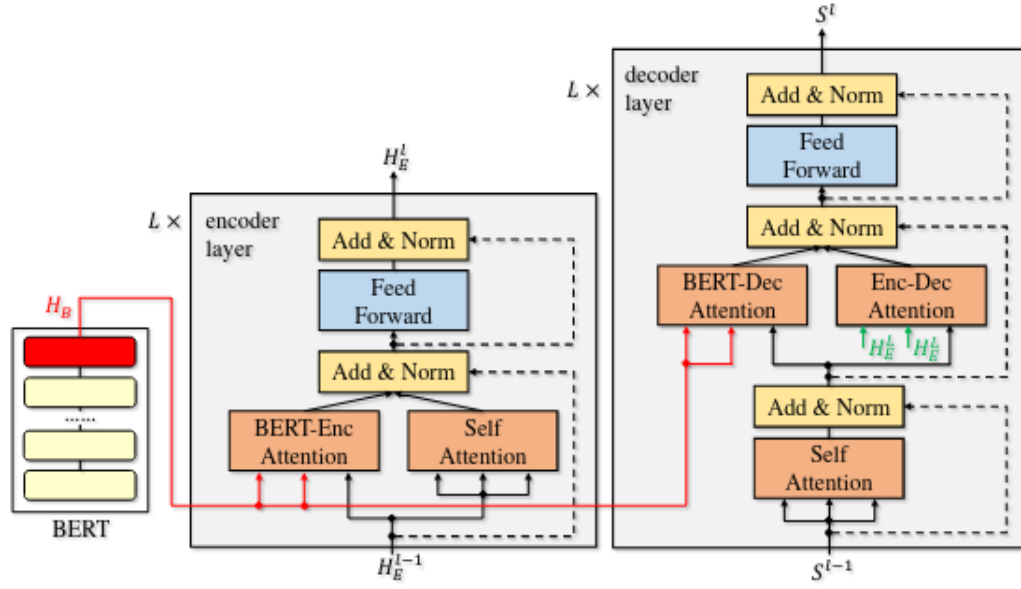 H_B
......
BERT
H_E^l
L ×
encoder
layer
Add & Norm
Feed
Forward
Add & Norm
BERT-Enc
Attention
Self
Attention
H_E^{l-1}
S^l
L ×
decoder
layer
Add & Norm
Feed
Forward
Add & Norm
BERT-Dec
Attention
Enc-Dec
Attention
H_E^L H_E^L
Add & Norm
Self
Attention
S^{l-1}